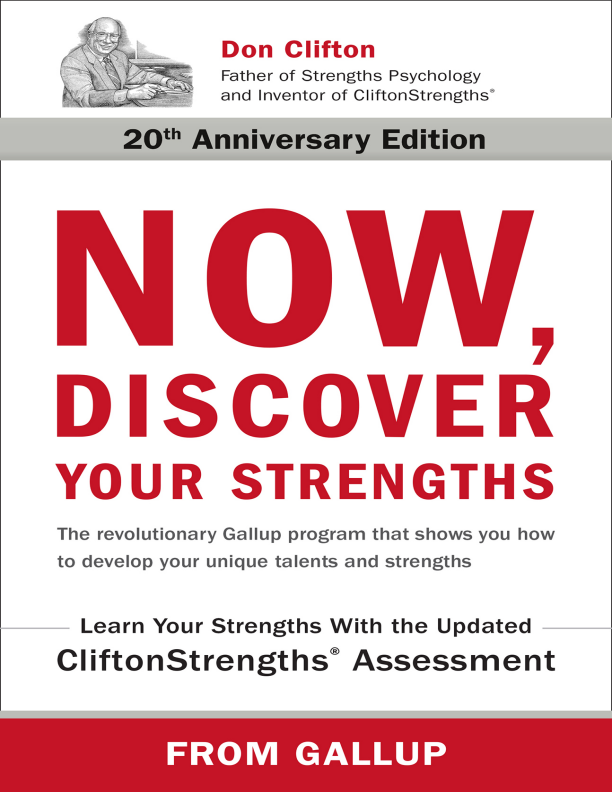 Don Clifton
Father of Strengths Psychology
and Inventor of CliftonStrengths®
20th Anniversary Edition
NOW,
DISCOVER
YOUR STRENGTHS
The revolutionary Gallup program that shows you how
to develop your unique talents and strengths
Learn Your Strengths With the Updated
CliftonStrengths® Assessment
FROM GALLUP